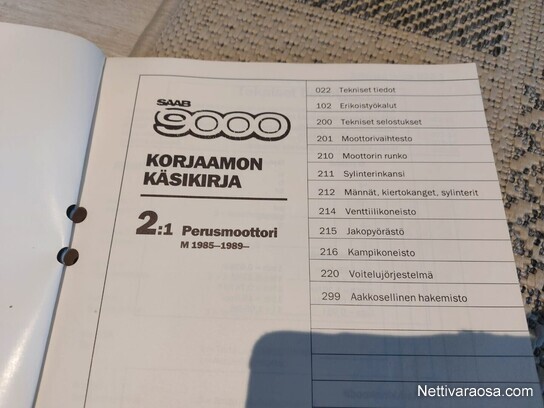 SAAB
9000
KORJAAMON
KÄSIKIRJA
2:1 Perusmoottori
M 1985–1989–
022 Tekniset tiedot
102 Erikoistyökalut
200 Tekniset selostukset
201 Moottorivaihtesto
210 Moottorin runko
211 Sylinterinkansi
212 Männät, kiertokanget, sylinterit
214 Venttiilikoneisto
215 Jakopyörästö
216 Kampikoneisto
220 Voitelujörjestelmä
299 Aakkosellinen hakemisto
Nettivaraosa.com